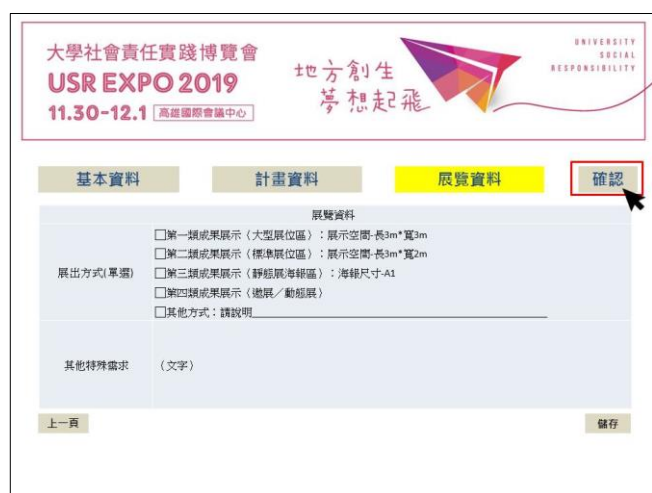 大學社會責任實踐博覽會
USR EXPO 2019
11.30-12.1 高雄國際會議中心
地方創生
夢想起飛
UNIVERSITY
SOCIAL
RESPONSIBILITY
基本資料 計畫資料 展覽資料 確認
展覽資料
展出方式(單選)
□第一類成果展示（大型展位區）：展示空間-長3m*寬3m
□第二類成果展示（標準展位區）：展示空間-長3m*寬2m
□第三類成果展示（靜態展海報區）：海報尺寸-A1
□第四類成果展示（邀展／動態展）
□其他方式：請說明
其他特殊需求 （文字）
上一頁 儲存